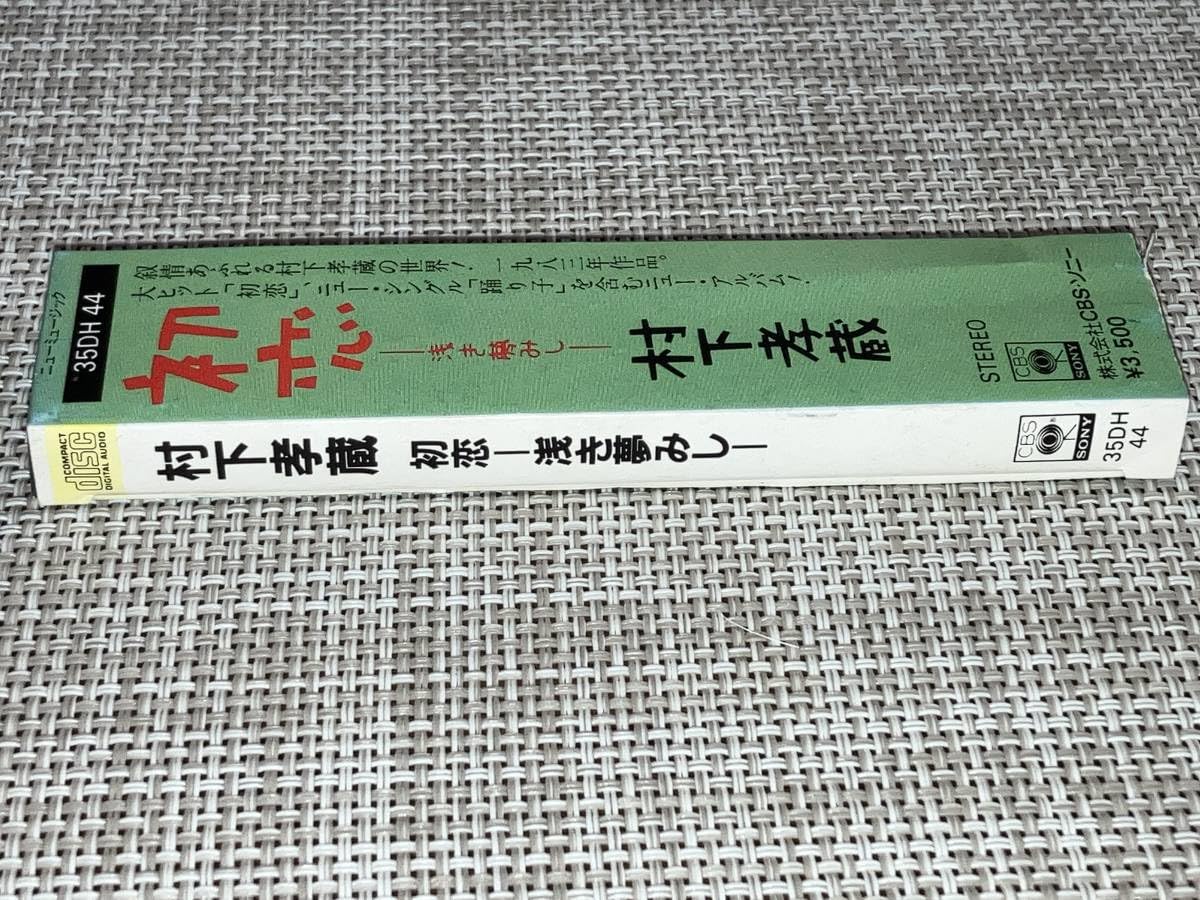 ニューミュージック
35DH 44
叙情あふれる村下孝蔵の世界!一九八三年作品。
大ヒット「初恋」、ニュー・シングル「踊り子」を含むニュー・アルバム!
初恋
—浅き夢みし—
村下孝蔵
STEREO
CBS
SONY
株式会社CBS・ソニー
¥3,500
COMPACT
disc
DIGITAL AUDIO
村下孝蔵 初恋—浅き夢みし—
CBS
SONY
35DH
44